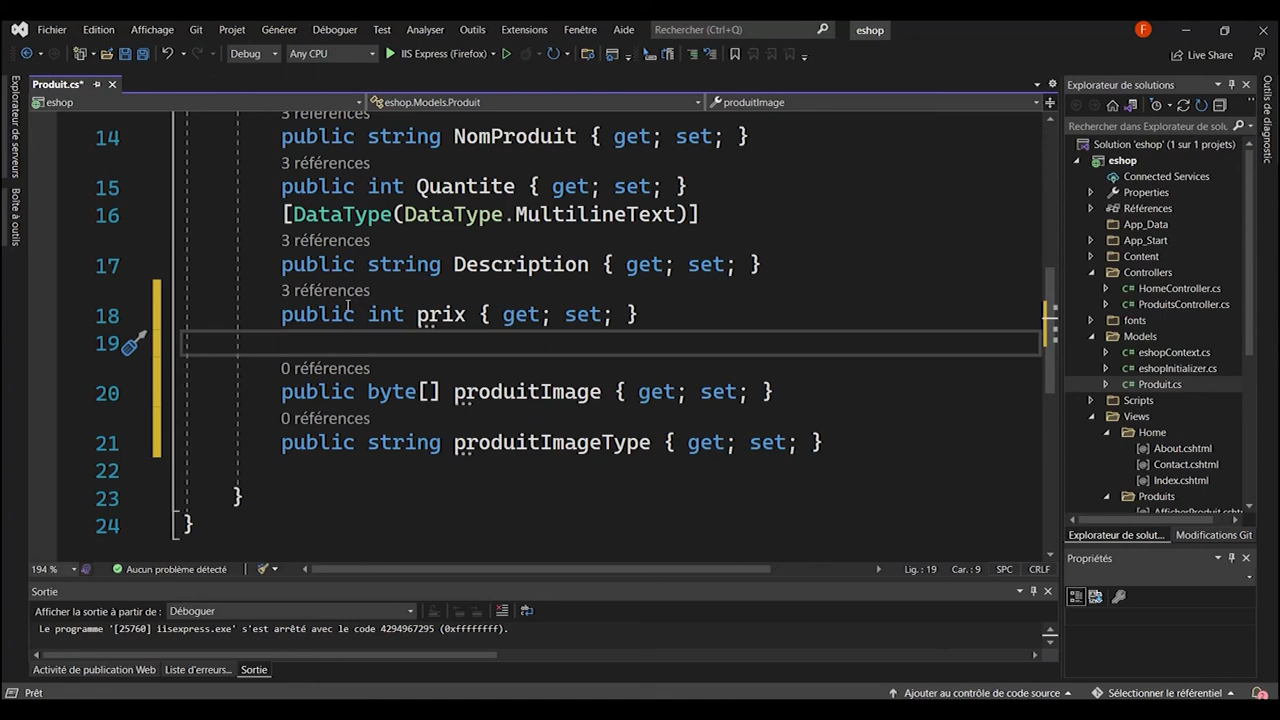 Fichier Edition Affichage Git Projet Générer Déboguer Test Analyser Outils Extensions Fenêtre Aide Rechercher (Ctrl+Q) eshop F
Debug Any CPU IIS Express (Firefox) Live Share
Produit.cs*
eshop eshop.Models.Produit produitImage
3 références
14 public string NomProduit { get; set; }
3 références
15 public int Quantite { get; set; }
16 [DataType(DataType.MultilineText)]
3 références
17 public string Description { get; set; }
3 références
18 public int prix { get; set; }
19
0 références
20 public byte[] produitImage { get; set; }
0 références
21 public string produitImageType { get; set; }
22
23 }
24 }
194 % Aucun problème détecté Lig. : 19 Car. : 9 SPC CRLF
Sortie
Afficher la sortie à partir de : Déboguer
Le programme '[25760] iisexpress.exe' s'est arrêté avec le code 4294967295 (0xffffffff).
Activité de publication Web Liste d'erreurs... Sortie
Prêt Ajouter au contrôle de code source Sélectionner le référentiel 2
Explorateur de serveurs
Boîte à outils
Explorateur de solutions
Rechercher dans Explorateur de solu
Solution 'eshop' (1 sur 1 projets)
eshop
Connected Services
Properties
Références
App_Data
App_Start
Content
Controllers
HomeController.cs
ProduitsController.cs
fonts
Models
eshopContext.cs
eshopInitializer.cs
Produit.cs
Scripts
Views
Home
About.cshtml
Contact.cshtml
Index.cshtml
Produits
AfficherProduit.cshtml
Explorateur de solut... Modifications Git
Propriétés
Outils de diagnostic